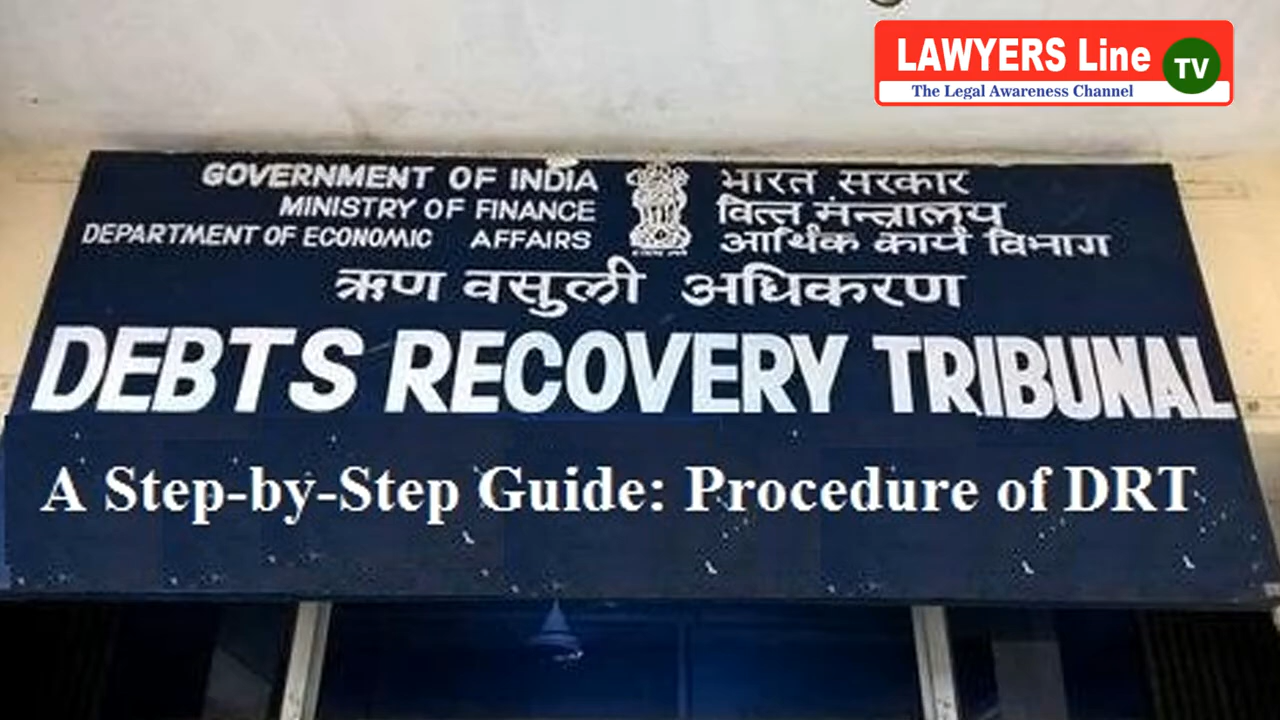 LAWYERS Line TV
The Legal Awareness Channel
GOVERNMENT OF INDIA
MINISTRY OF FINANCE
DEPARTMENT OF ECONOMIC AFFAIRS
भारत सरकार
वित्त मंन्त्रालय
आर्थिक कार्य विभाग
ऋण वसुली अधिकरण
DEBTS RECOVERY TRIBUNAL
A Step-by-Step Guide: Procedure of DRT